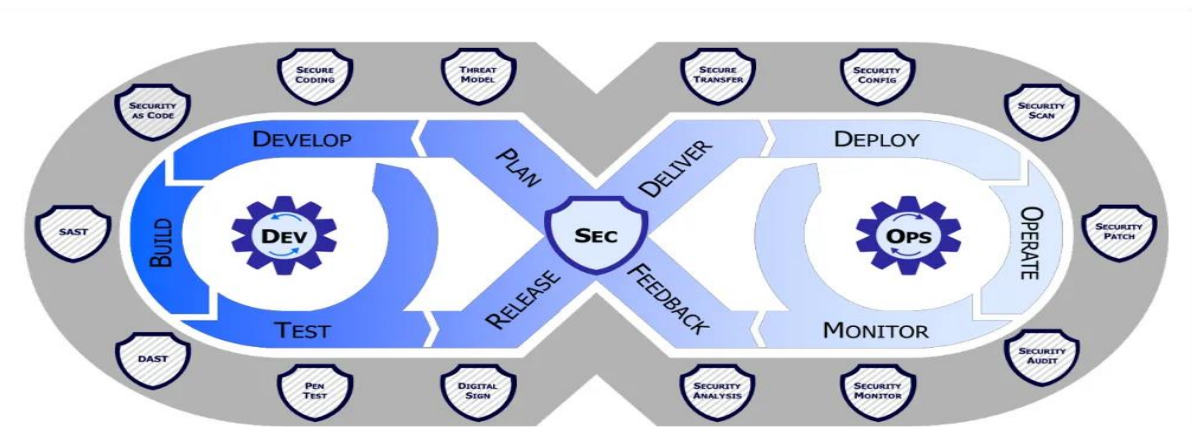 SECURE
CODING
THREAT
MODEL
SECURE
TRANSFER
SECURITY
CONFIG
SECURITY
AS CODE
SECURITY
SCAN
DEVELOP
PLAN
DELIVER
DEPLOY
SAST
BUILD
DEV
SEC
OPS
OPERATE
SECURITY
PATCH
TEST
RELEASE
FEEDBACK
MONITOR
DAST
SECURITY
AUDIT
PEN
TEST
DIGITAL
SIGN
SECURITY
ANALYSIS
SECURITY
MONITOR